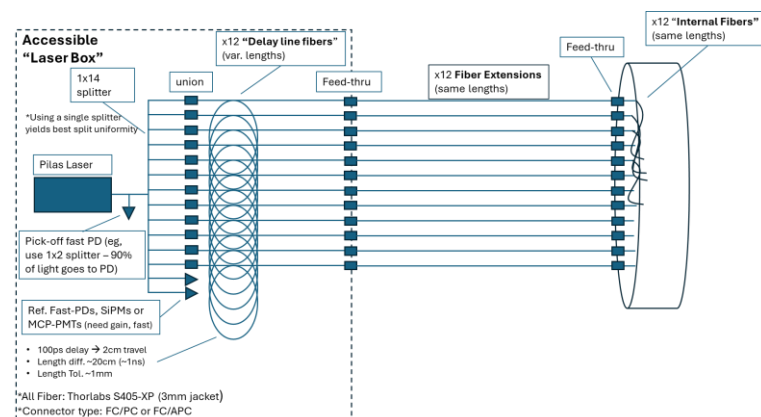 Accessible
“Laser Box”
1x14
splitter
*Using a single splitter
yields best split uniformity
Pilas Laser
Pick-off fast PD (eg,
use 1x2 splitter – 90%
of light goes to PD)
union
x12 “Delay line fibers”
(var. lengths)
Feed-thru
x12 Fiber Extensions
(same lengths)
Feed-thru
x12 “Internal Fibers”
(same lengths)
Ref. Fast-PDs, SiPMs or
MCP-PMTs (need gain, fast)
• 100ps delay → 2cm travel
• Length diff. ~20cm (~1ns)
• Length Tol. ~1mm
*All Fiber: Thorlabs S405-XP (3mm jacket)
*Connector type: FC/PC or FC/APC